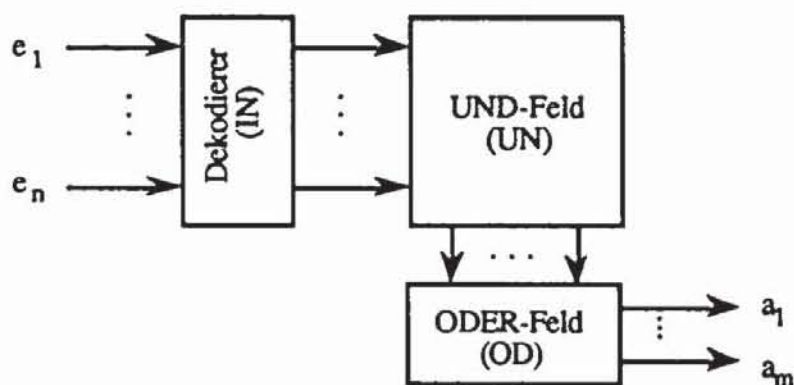 e1
Dekodierer
(IN)
UND-Feld
(UN)
en
ODER-Feld
(OD)
a1
am